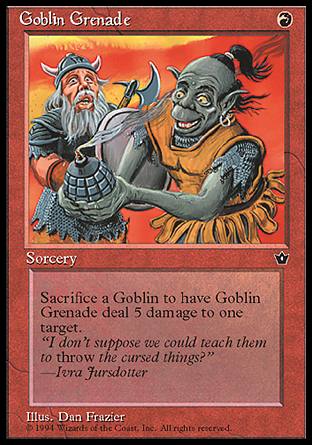 Goblin Grenade
Sorcery
Sacrifice a Goblin to have Goblin
Grenade deal 5 damage to one
target.
"I don't suppose we could teach them
to throw the cursed things?"
—Ivra Jursdotter
Illus. Dan Frazier
© 1994 Wizards of the Coast, Inc. All rights reserved.